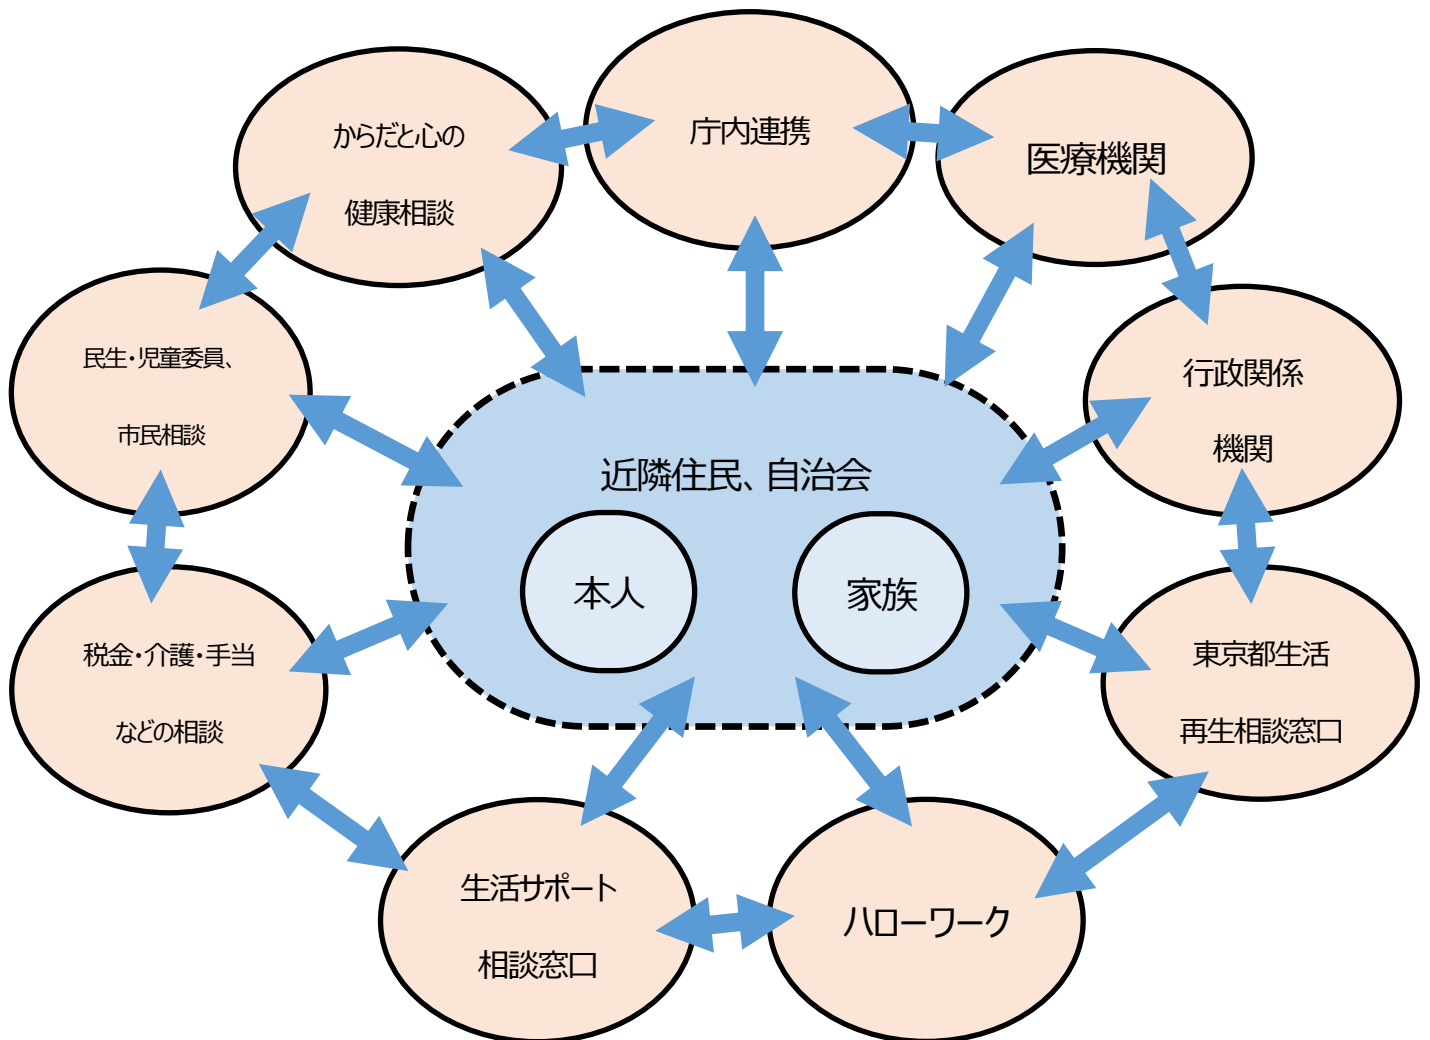 庁内連携
からだと心の
健康相談
医療機関
民生・児童委員、
市民相談
行政関係
機関
近隣住民、自治会
本人
家族
税金・介護・手当
などの相談
東京都生活
再生相談窓口
生活サポート
相談窓口
ハローワーク